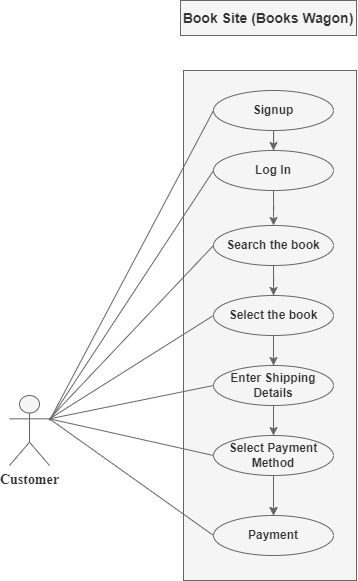 Book Site (Books Wagon)
Signup
Log In
Search the book
Select the book
Enter Shipping
Details
Select Payment
Method
Payment
Customer